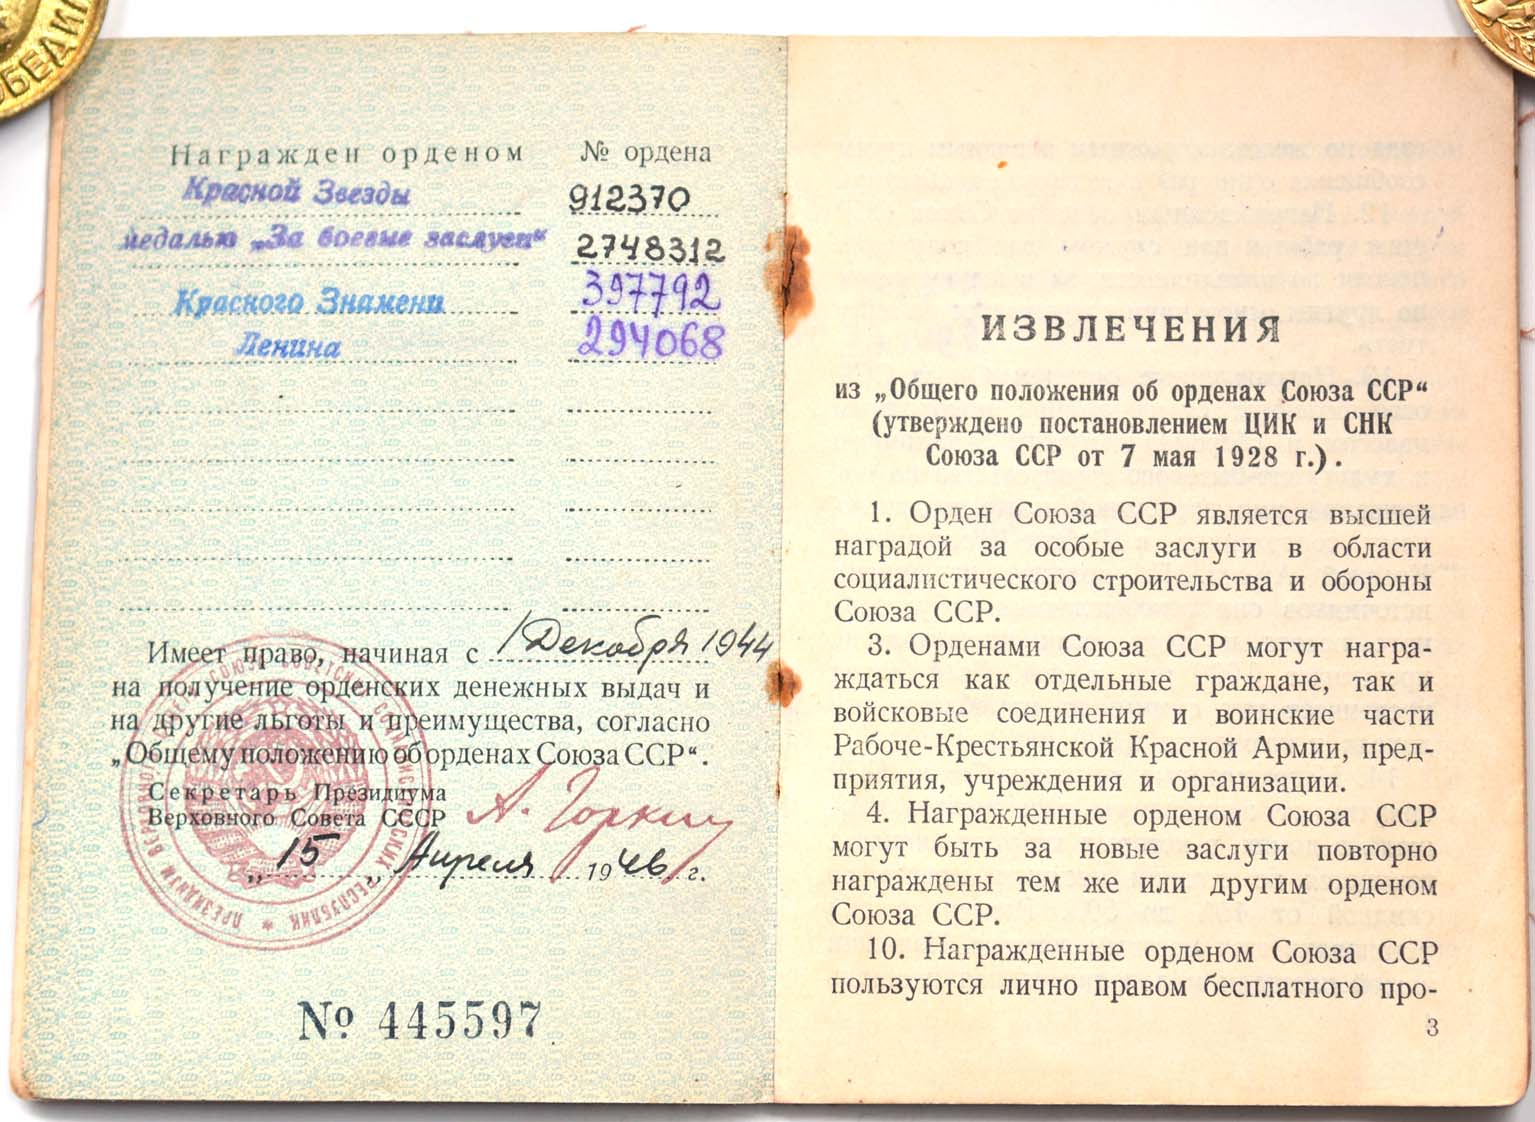 ОБЕДИ
Награжден орденом № ордена
Красной Звезды 912370
медалью „За боевые заслуги“ 2748312
Красного Знамени 397792
Ленина 294068
Имеет право, начиная с 1 Декабря 1944
на получение орденских денежных выдач и
на другие льготы и преимущества, согласно
„Общему положению об орденах Союза ССР“.
Секретарь Президиума
Верховного Совета СССР А. Горкин
„15„ Апреля 1946 г.
№ 445597
ИЗВЛЕЧЕНИЯ
из „Общего положения об орденах Союза ССР“
(утверждено постановлением ЦИК и СНК
Союза ССР от 7 мая 1928 г.).
1. Орден Союза ССР является высшей
наградой за особые заслуги в области
социалистического строительства и обороны
Союза ССР.
3. Орденами Союза ССР могут награ-
ждаться как отдельные граждане, так и
войсковые соединения и воинские части
Рабоче-Крестьянской Красной Армии, пред-
приятия, учреждения и организации.
4. Награжденные орденом Союза ССР
могут быть за новые заслуги повторно
награждены тем же или другим орденом
Союза ССР.
10. Награжденные орденом Союза ССР
пользуются лично правом бесплатного про-
3